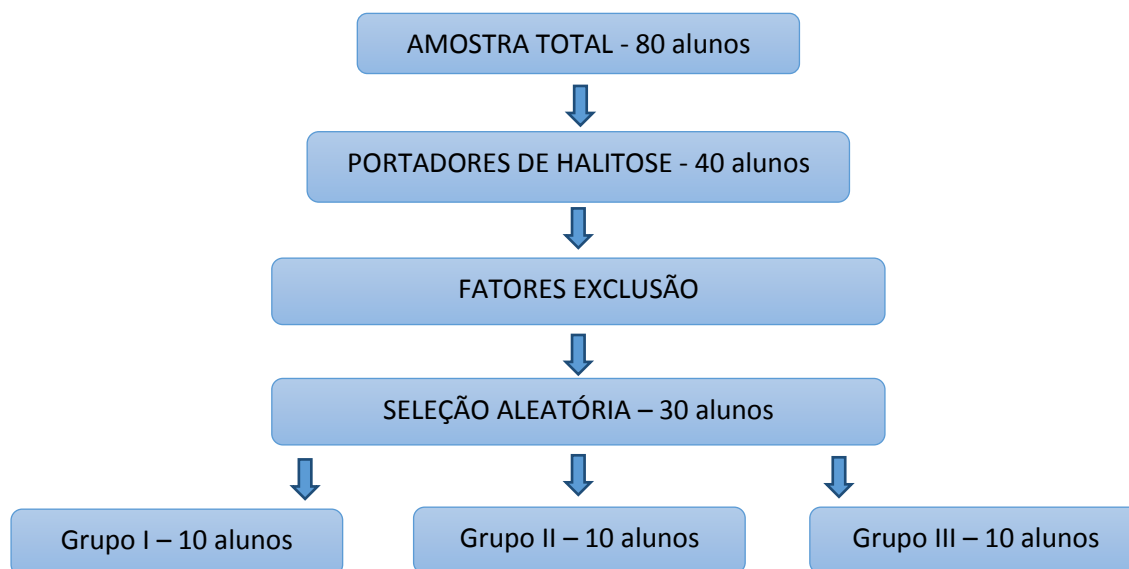 AMOSTRA TOTAL - 80 alunos
PORTADORES DE HALITOSE - 40 alunos
FATORES EXCLUSÃO
SELEÇÃO ALEATÓRIA – 30 alunos
Grupo I – 10 alunos
Grupo II – 10 alunos
Grupo III – 10 alunos